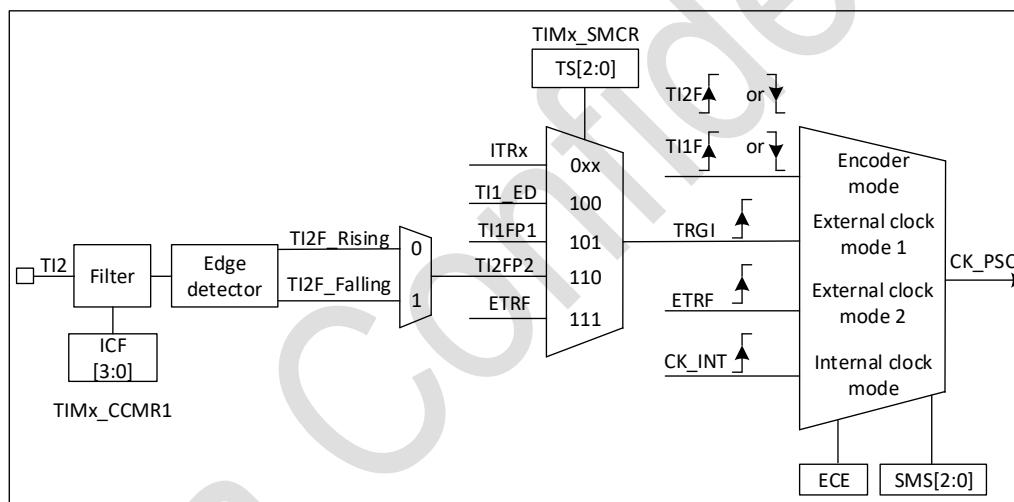 TIMx_SMCR
TS[2:0]
TI2F or
TI1F or
ITRx
0xx
Encoder
mode
TI1_ED
100
TI1FP1
101
TRGI
External clock
mode 1
TI2
Filter
Edge
detector
TI2F_Rising
TI2F_Falling
0
1
TI2FP2
110
ETRF
111
ETRF
External clock
mode 2
CK_PSC
CK_INT
Internal clock
mode
ICF
[3:0]
TIMx_CCMR1
ECE
SMS[2:0]
Confide